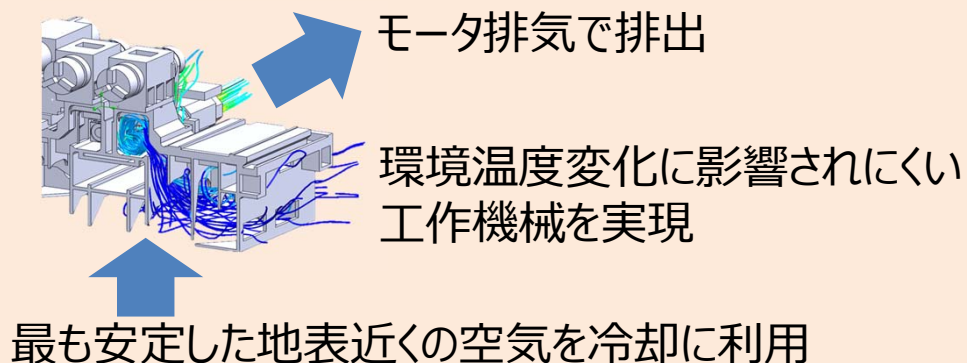 モータ排気で排出
環境温度変化に影響されにくい
工作機械を実現
最も安定した地表近くの空気を冷却に利用